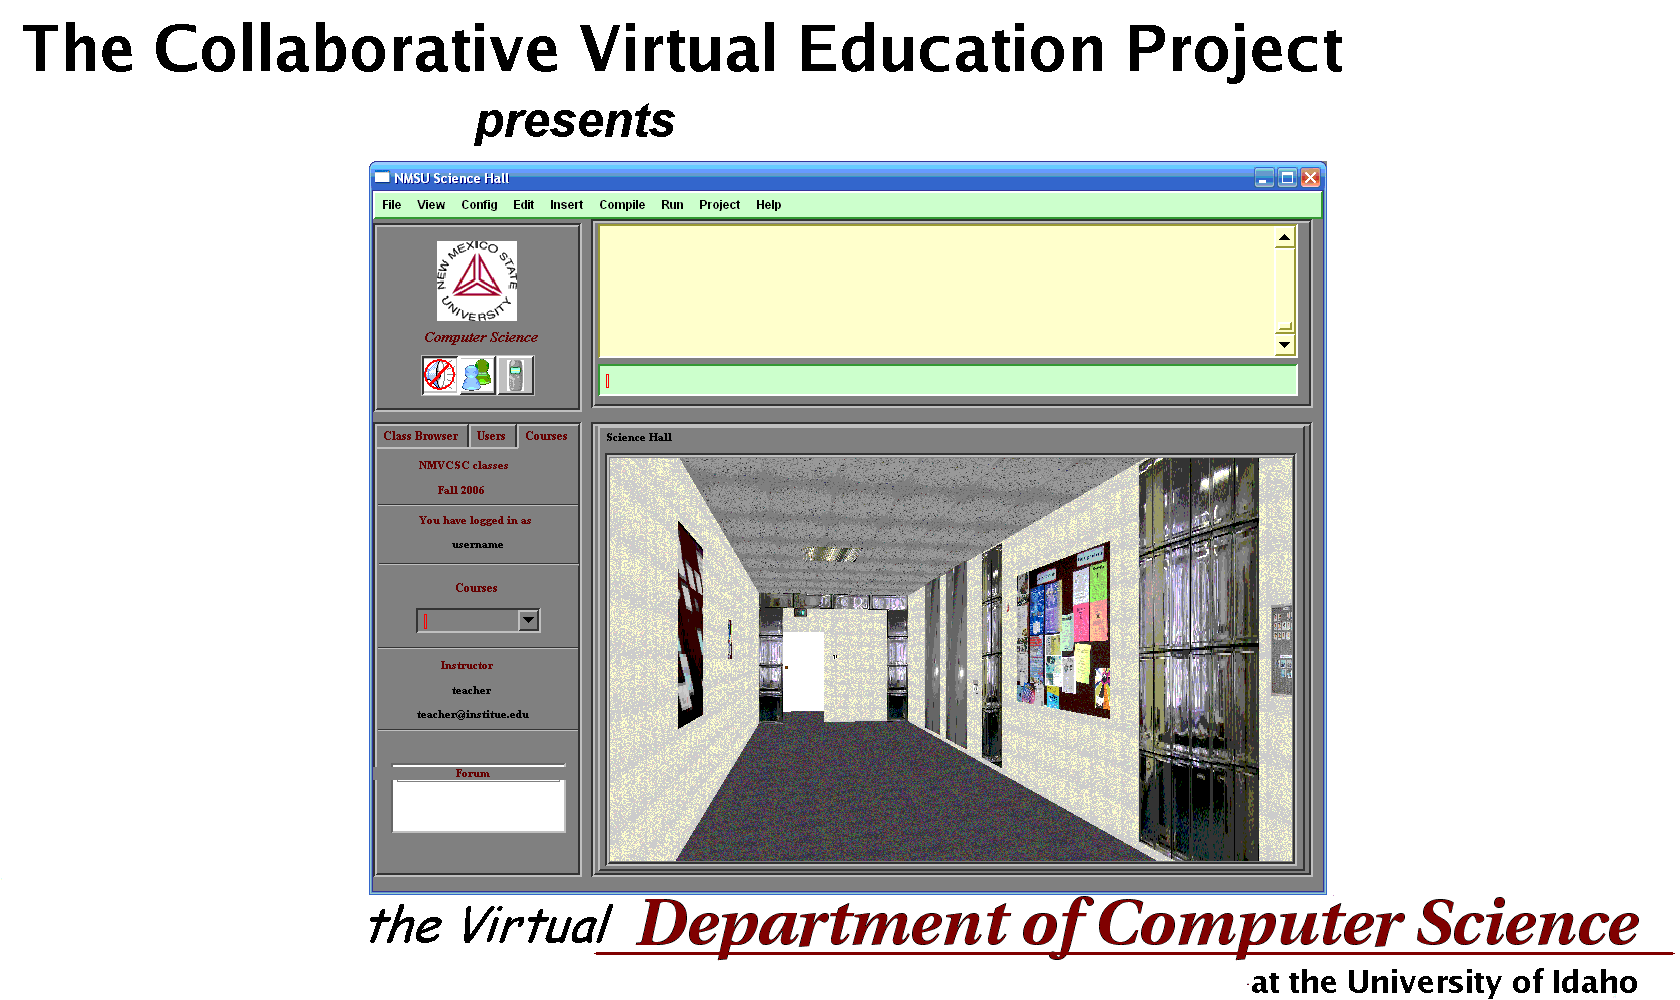 The Collaborative Virtual Education Project
presents
NMSU Science Hall
File View Config Edit Insert Compile Run Project Help
NEW MEXICO STATE UNIVERSITY
Computer Science
Class Browser Users Courses
NMVCSC classes
Fall 2006
You have logged in as
username
Courses
Instructor
teacher
teacher@institue.edu
Forum
Science Hall
the Virtual Department of Computer Science
at the University of Idaho